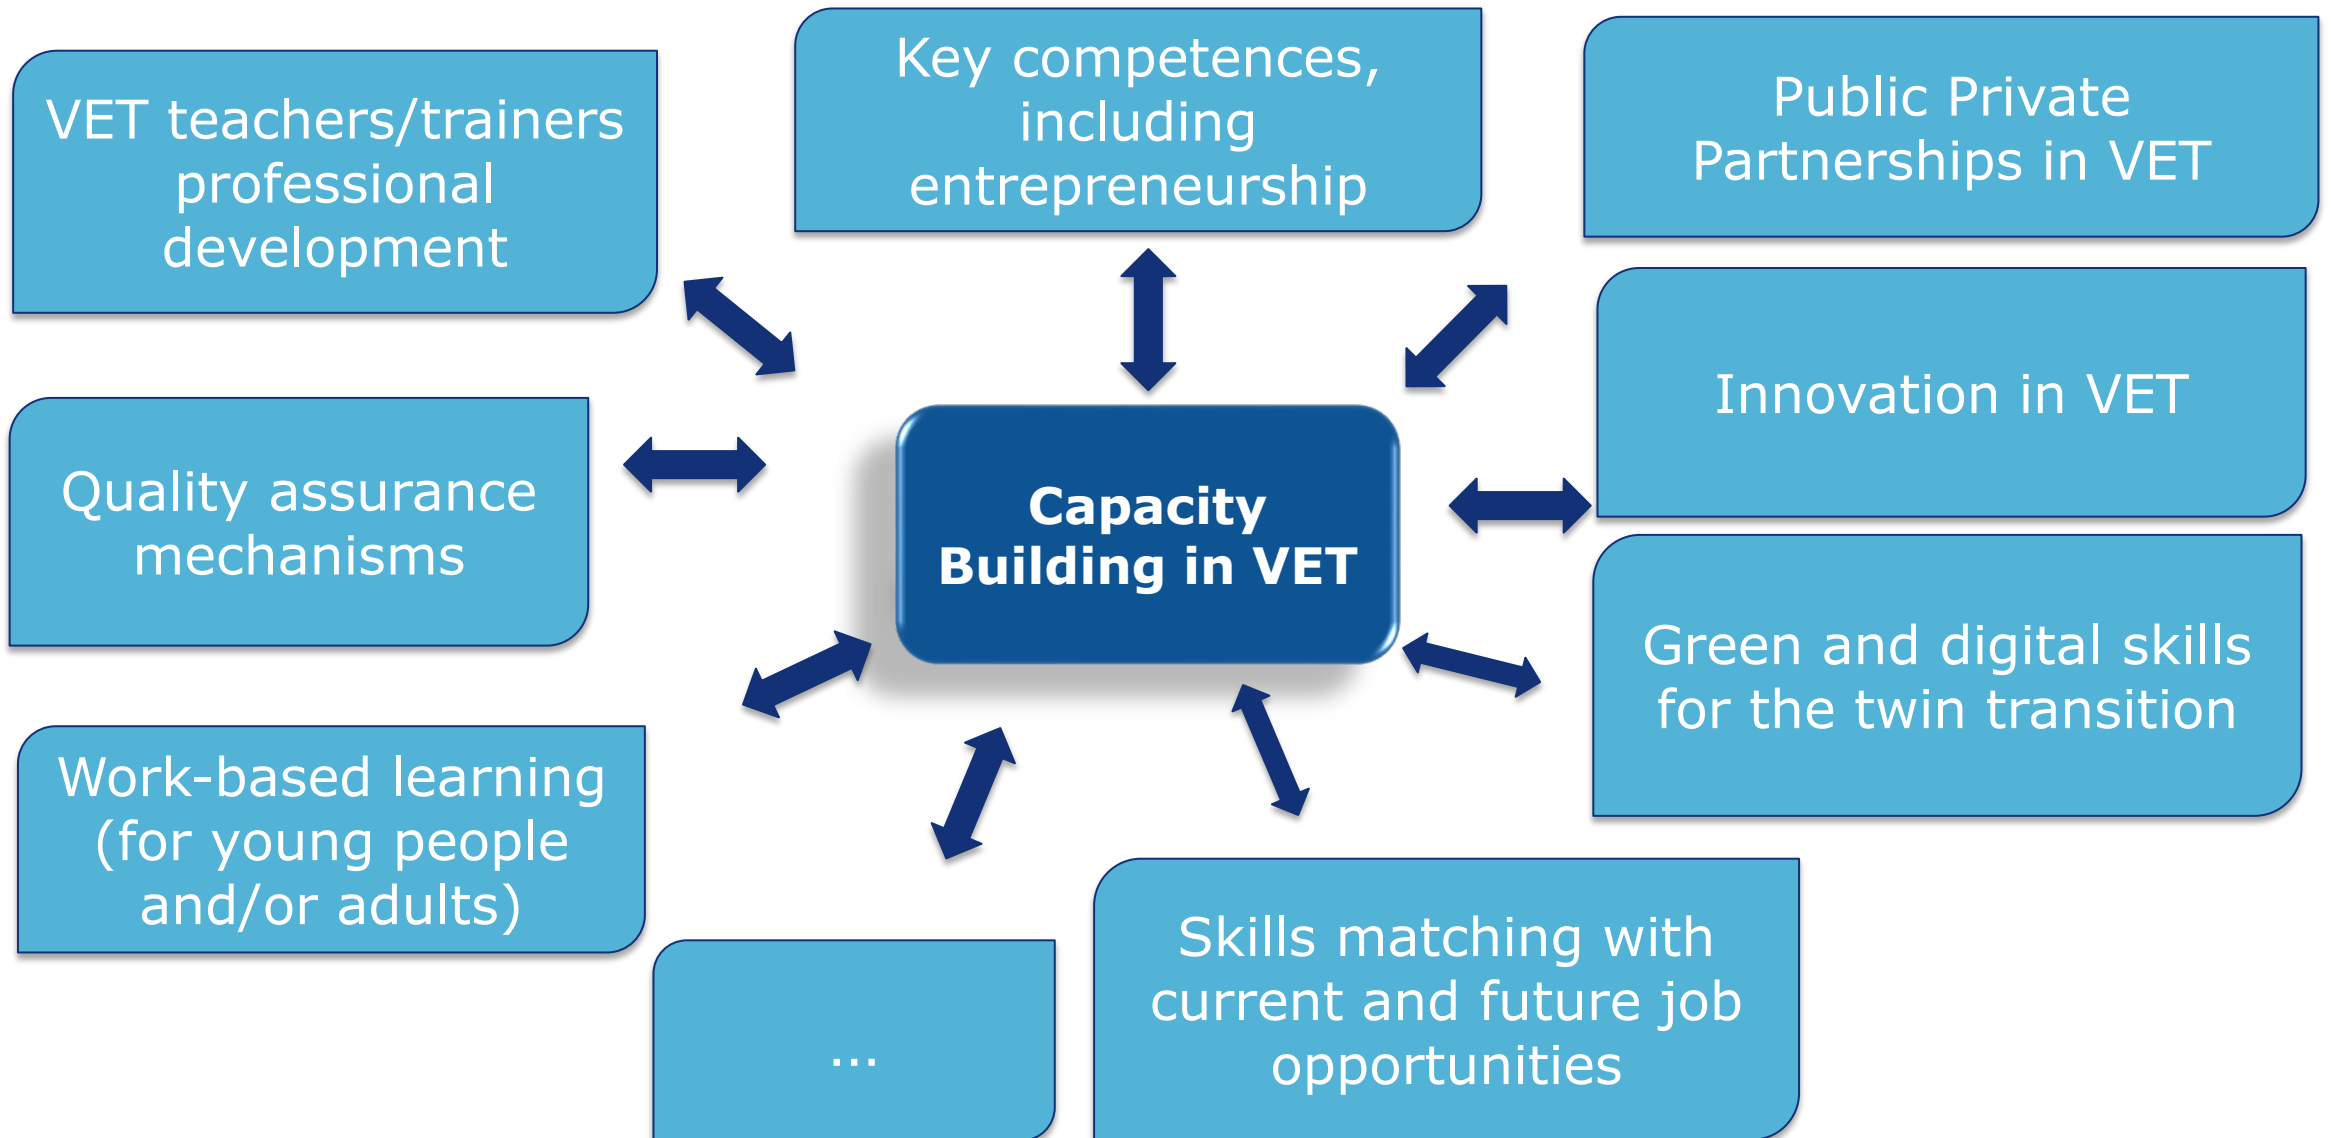 VET teachers/trainers
professional
development
Key competences,
including
entrepreneurship
Public Private
Partnerships in VET
Innovation in VET
Quality assurance
mechanisms
Capacity
Building in VET
Green and digital skills
for the twin transition
Work-based learning
(for young people
and/or adults)
...
Skills matching with
current and future job
opportunities